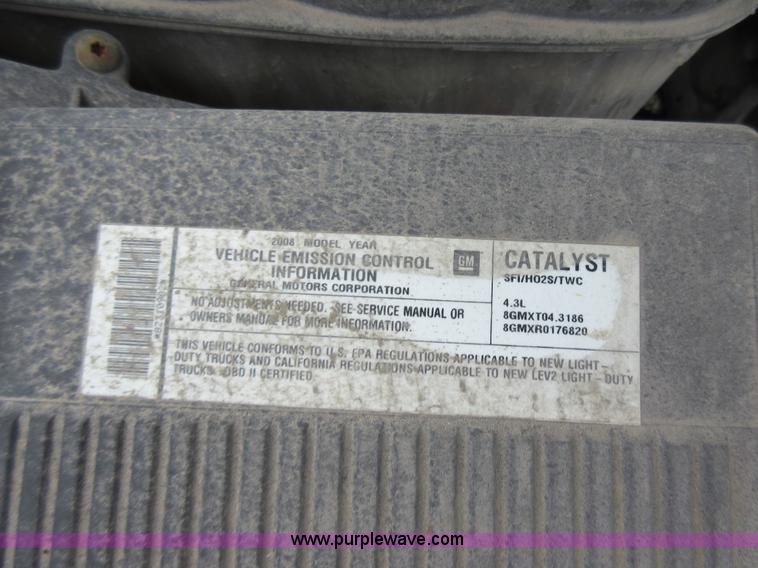 2008 MODEL YEAR
VEHICLE EMISSION CONTROL
INFORMATION
GENERAL MOTORS CORPORATION
GM
CATALYST
SFI/HO2S/TWC
NO ADJUSTMENTS NEEDED. SEE SERVICE MANUAL OR
OWNERS MANUAL FOR MORE INFORMATION.
4.3L
8GMXT04.3186
8GMXR0176820
THIS VEHICLE CONFORMS TO U.S. EPA REGULATIONS APPLICABLE TO NEW LIGHT-
DUTY TRUCKS AND CALIFORNIA REGULATIONS APPLICABLE TO NEW LEV2 LIGHT-DUTY
TRUCKS. OBD II CERTIFIED.
www.purplewave.com